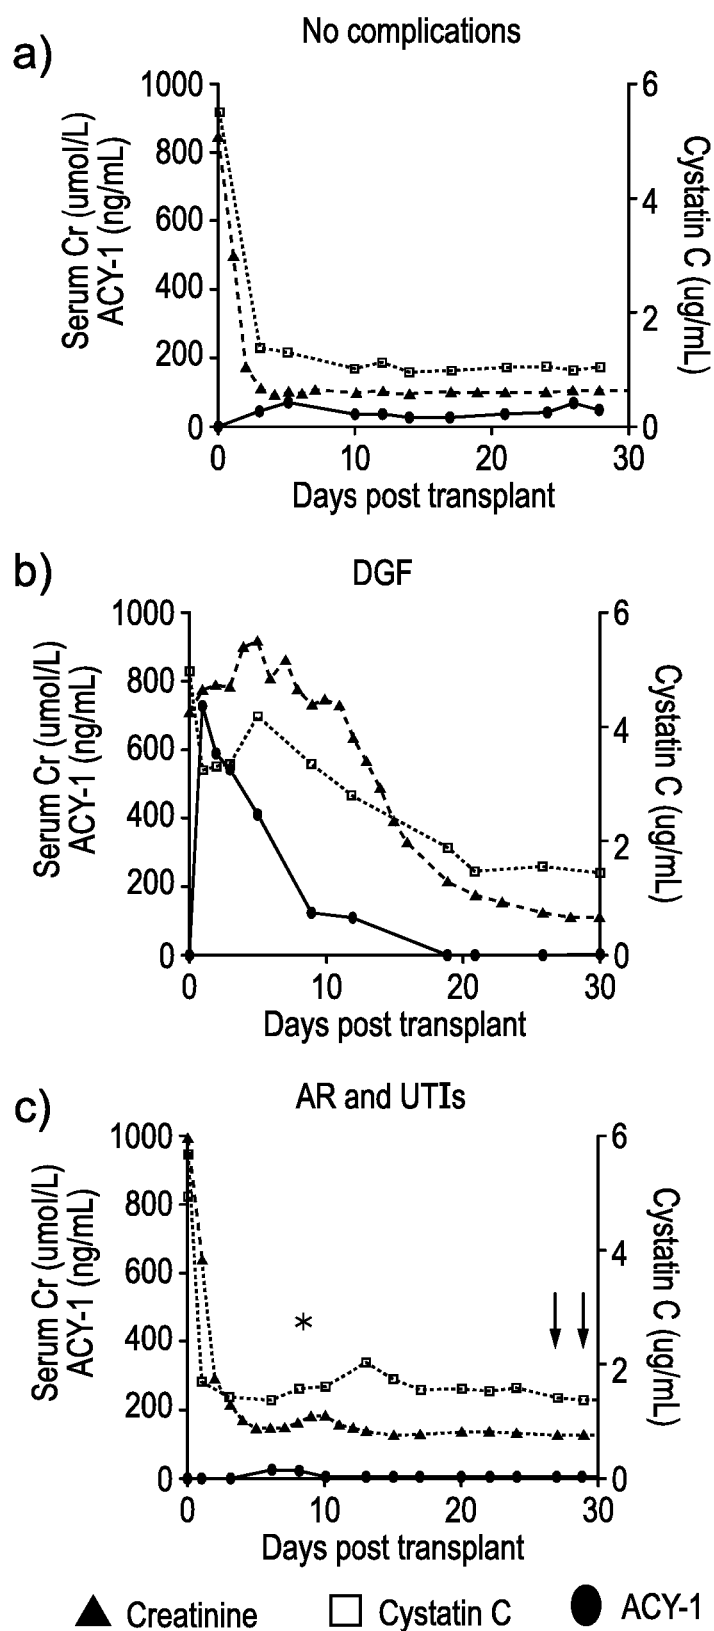 a)
No complications
Serum Cr (umol/L)
ACY-1 (ng/mL)
1000
800
600
400
200
0
6
4
2
0
Cystatin C (ug/mL)
0 10 20 30
Days post transplant
b)
DGF
Serum Cr (umol/L)
ACY-1 (ng/mL)
1000
800
600
400
200
0
6
4
2
0
Cystatin C (ug/mL)
0 10 20 30
Days post transplant
c)
AR and UTIs
Serum Cr (umol/L)
ACY-1 (ng/mL)
1000
800
600
400
200
0
*
6
4
2
0
Cystatin C (ug/mL)
0 10 20 30
Days post transplant
Creatinine Cystatin C ACY-1